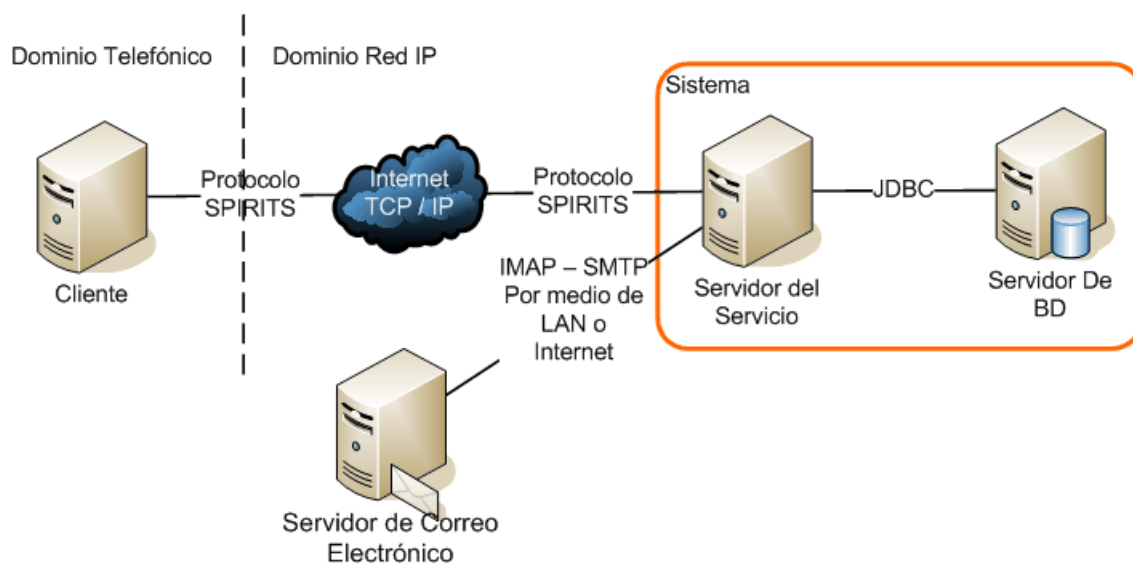 Dominio Telefónico
Dominio Red IP
Sistema
Protocolo
SPIRITS
Internet
TCP / IP
Protocolo
SPIRITS
JDBC
Cliente
IMAP – SMTP
Por medio de
LAN o
Internet
Servidor del
Servicio
Servidor De
BD
Servidor de Correo
Electrónico